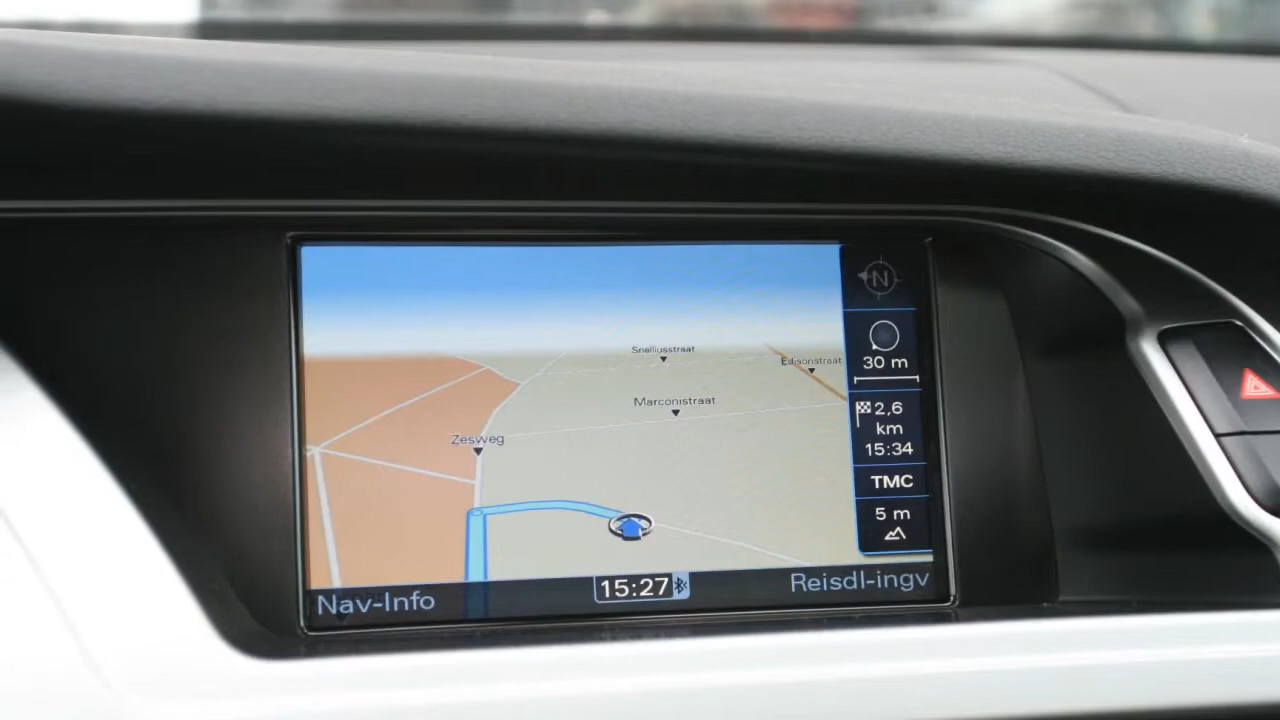 N
Snelliusstraat
Edisonstraat
30 m
Marconistraat
2,6
km
Zesweg
15:34
TMC
5 m
Nav-Info
15:27
Reisdl-ingv